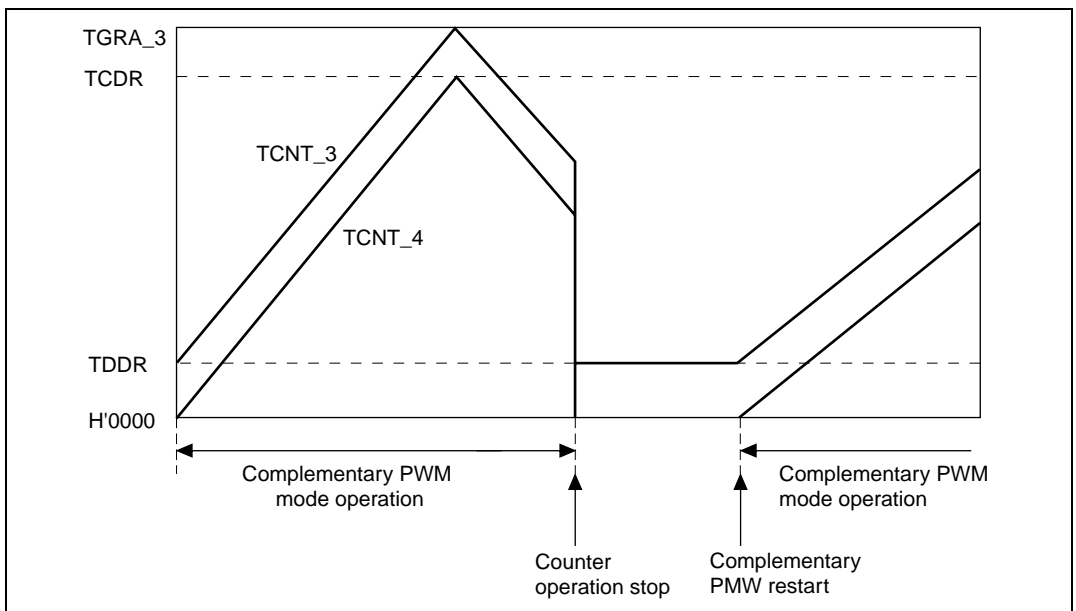 TGRA_3
TCDR
TCNT_3
TCNT_4
TDDR
H'0000
Complementary PWM
mode operation
Complementary PWM
mode operation
Counter
operation stop
Complementary
PMW restart